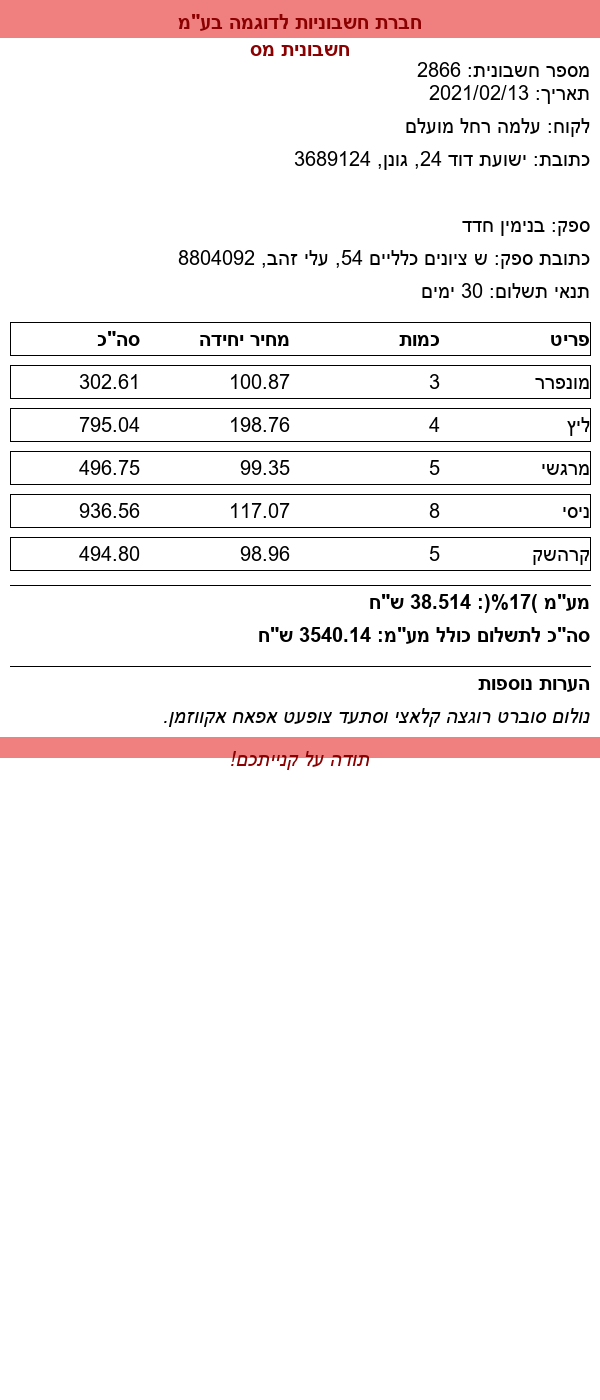 חברת חשבוניות לדוגמה בע"מ
חשבונית מס
מספר חשבונית: 2866
תאריך: 2021/02/13
לקוח: עלמה רחל מועלם
כתובת: ישועת דוד 24, גונן, 3689124
ספק: בנימין חדד
כתובת ספק: ש ציונים כלליים 54, עלי זהב, 8804092
תנאי תשלום: 30 ימים
פריט כמות מחיר יחידה סה"כ
מונפרר 3 100.87 302.61
ליץ 4 198.76 795.04
מרגשי 5 99.35 496.75
ניסי 8 117.07 936.56
קרהשק 5 98.96 494.80
מע"מ )17%(: 38.514 ש"ח
סה"כ לתשלום כולל מע"מ: 3540.14 ש"ח
הערות נוספות
נולום סוברט רוגצה קלאצי וסתעד צופעט אפאח אקווזמן.
תודה על קנייתכם!